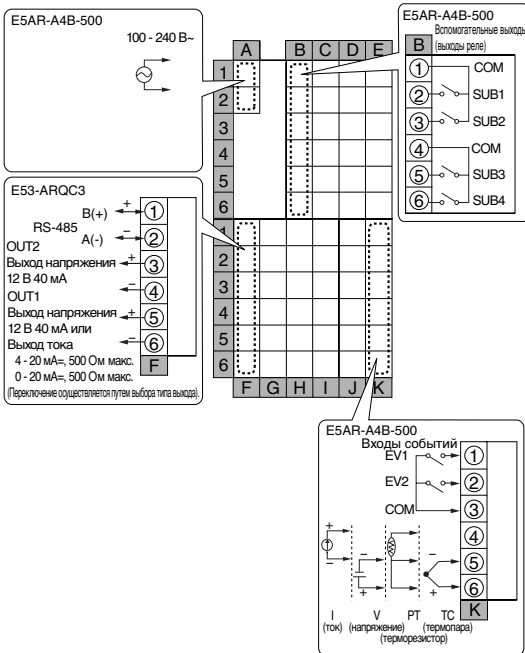 E5AR-A4B-500
100 - 240 В~
A B C D E
1
2
3
4
5
6
1
2
3
4
5
6
F G H I J K
E5AR-A4B-500
Вспомогательные выходы
(выходы реле)
B
1 COM
2 SUB1
3 SUB2
4 COM
5 SUB3
6 SUB4
E53-ARQC3
B(+) + 1
RS-485
A(-) − 2
OUT2
Выход напряжения + 3
12 В 40 мА − 4
OUT1
Выход напряжения + 5
12 В 40 мА или
Выход тока − 6
4 - 20 мА=, 500 Ом макс.
0 - 20 мА=, 500 Ом макс.
F
(Переключение осуществляется путем выбора типа выхода).
E5AR-A4B-500
Входы событий
EV1 1
EV2 2
COM 3
4
5
6
+ − − + − +
I V PT TC K
(ток) (напряжение) (термопара)
(терморезистор)